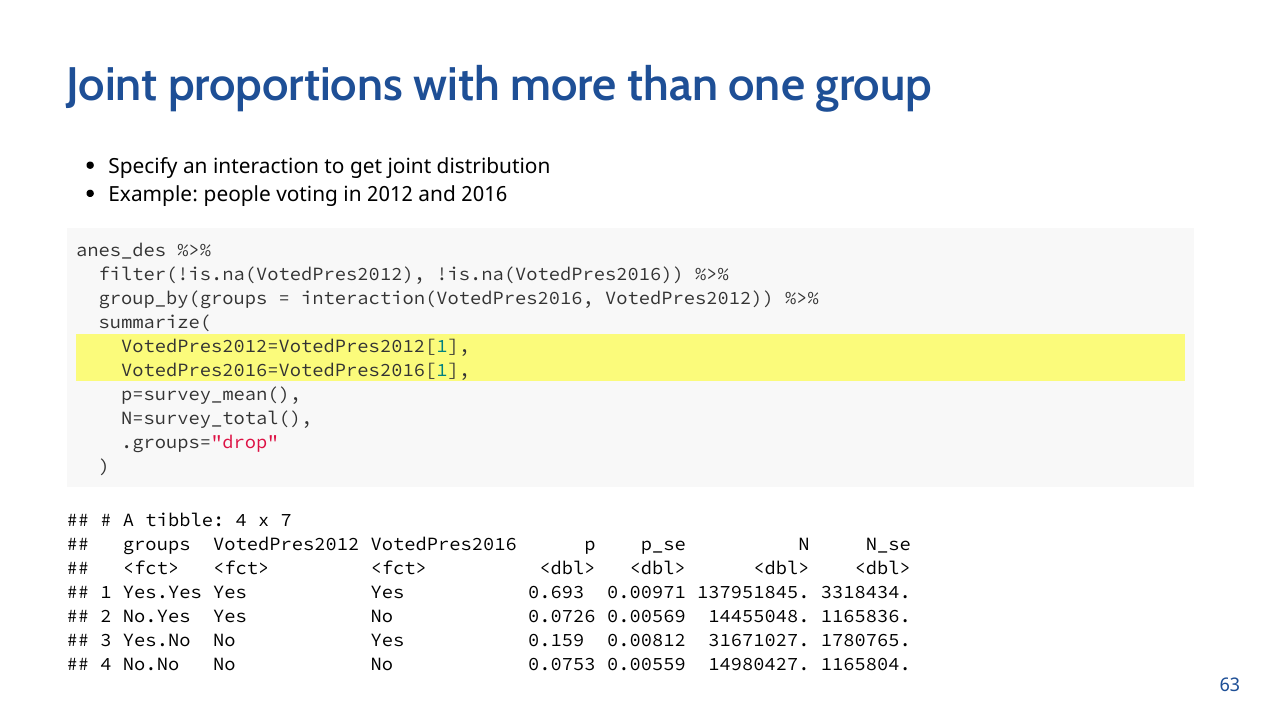 Joint proportions with more than one group
• Specify an interaction to get joint distribution
• Example: people voting in 2012 and 2016
anes_des %>%
  filter(!is.na(VotedPres2012), !is.na(VotedPres2016)) %>%
  group_by(groups = interaction(VotedPres2016, VotedPres2012)) %>%
  summarize(
    VotedPres2012=VotedPres2012[1],
    VotedPres2016=VotedPres2016[1],
    p=survey_mean(),
    N=survey_total(),
    .groups="drop"
  )
## # A tibble: 4 x 7
##   groups  VotedPres2012 VotedPres2016      p    p_se          N     N_se
##   <fct>   <fct>         <fct>          <dbl>   <dbl>      <dbl>    <dbl>
## 1 Yes.Yes Yes           Yes           0.693  0.00971 137951845. 3318434.
## 2 No.Yes  Yes           No            0.0726 0.00569  14455048. 1165836.
## 3 Yes.No  No            Yes           0.159  0.00812  31671027. 1780765.
## 4 No.No   No            No            0.0753 0.00559  14980427. 1165804.
63